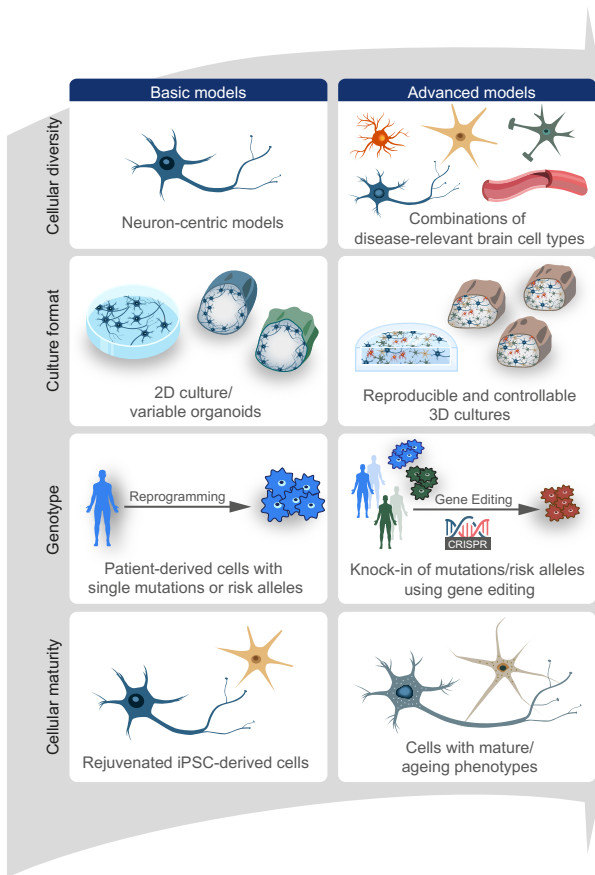 Basic models
Advanced models
Cellular diversity
Neuron-centric models
Combinations of
disease-relevant brain cell types
Culture format
2D culture/
variable organoids
Reproducible and controllable
3D cultures
Genotype
Reprogramming
Patient-derived cells with
single mutations or risk alleles
Gene Editing
CRISPR
Knock-in of mutations/risk alleles
using gene editing
Cellular maturity
Rejuvenated iPSC-derived cells
Cells with mature/
ageing phenotypes